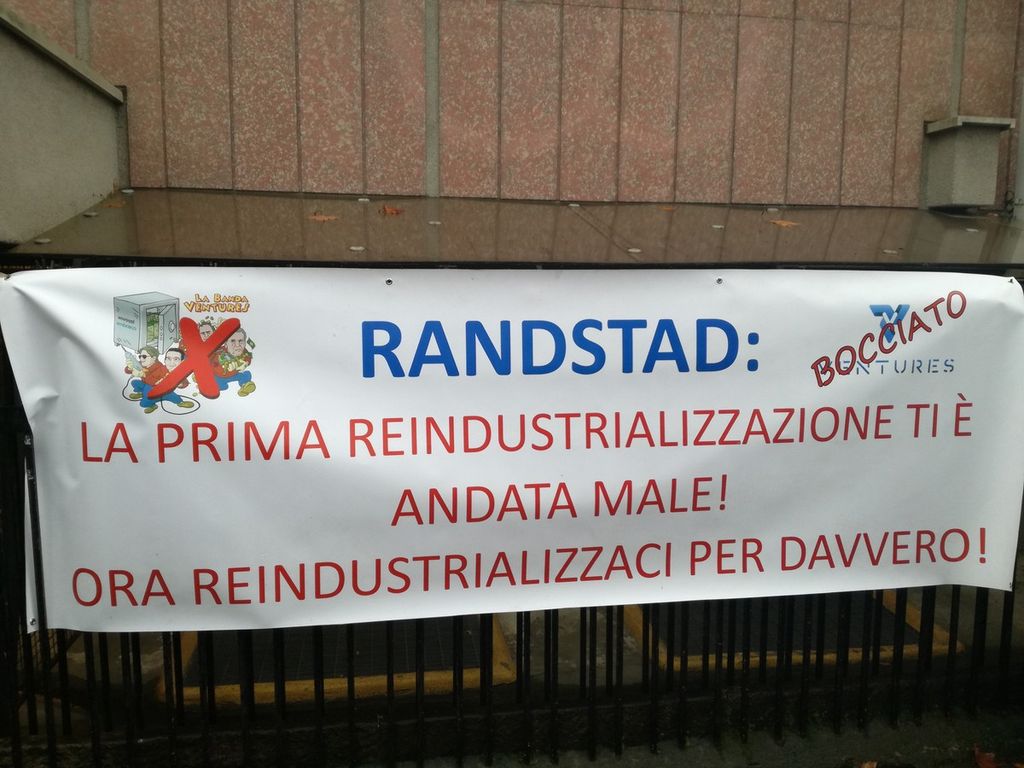 LA BANDA
VENTURES
RANDSTAD:
BOCCIATO
VENTURES
LA PRIMA REINDUSTRIALIZZAZIONE TI È
ANDATA MALE!
ORA REINDUSTRIALIZZACI PER DAVVERO!